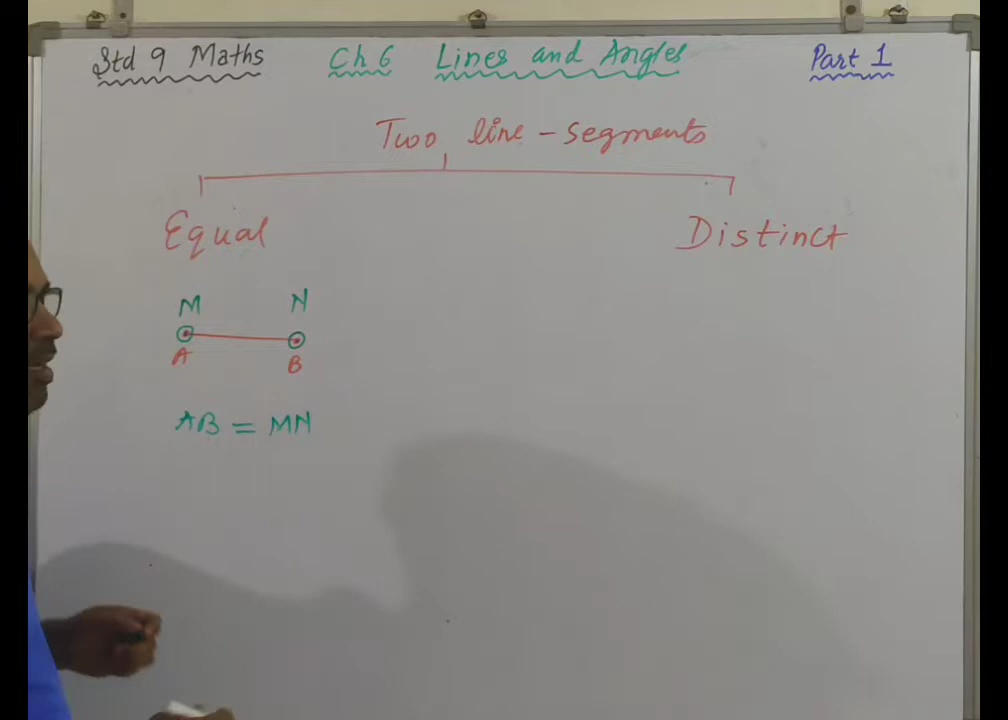 Std 9 Maths Ch 6 Lines and Angles Part 1
Two line-segments
Equal Distinct
M N
A B
AB = MN